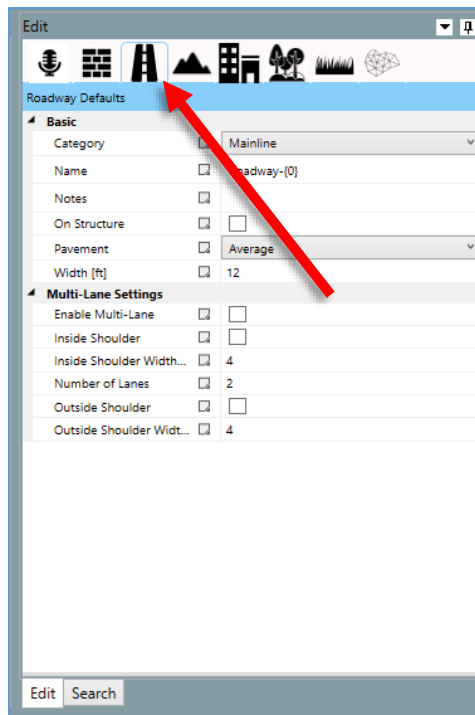 Edit
Roadway Defaults
Basic
Category Mainline
Name Roadway-{0}
Notes
On Structure
Pavement Average
Width [ft] 12
Multi-Lane Settings
Enable Multi-Lane
Inside Shoulder
Inside Shoulder Width... 4
Number of Lanes 2
Outside Shoulder
Outside Shoulder Widt... 4
Edit Search